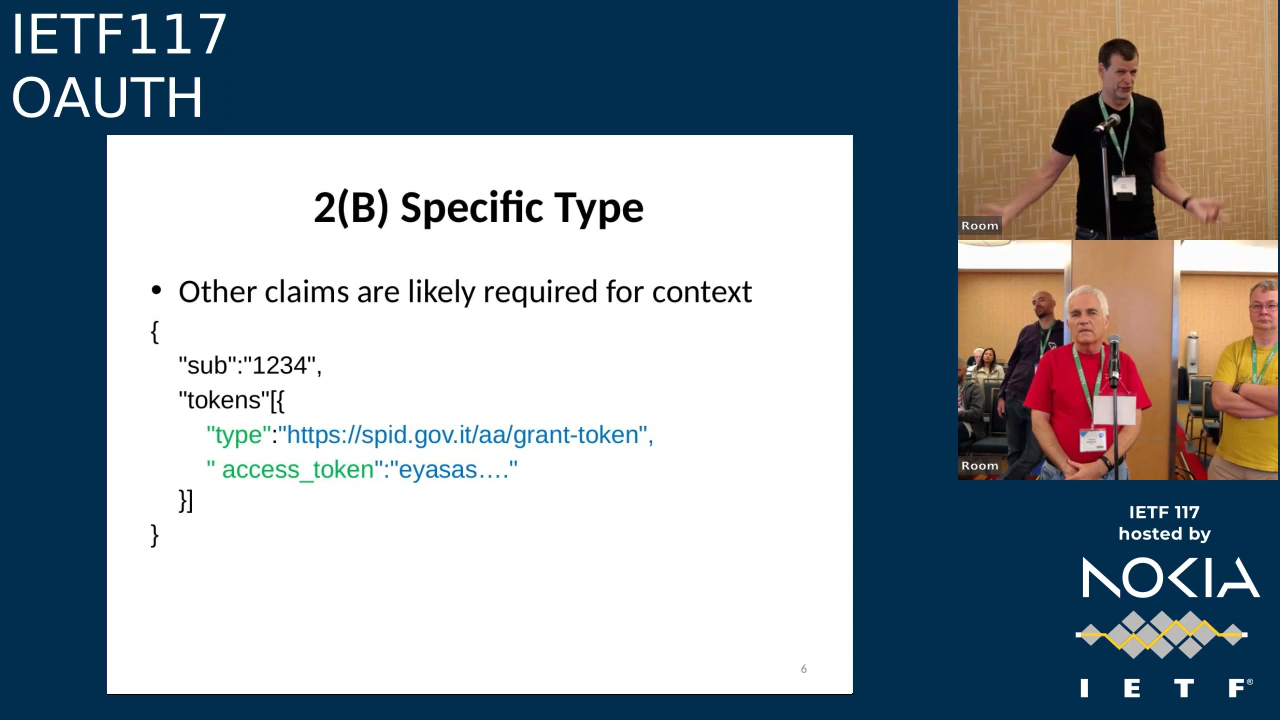 IETF117
OAUTH
2(B) Specific Type
• Other claims are likely required for context
{
"sub":"1234",
"tokens"[{
"type":"https://spid.gov.it/aa/grant-token",
" access_token":"eyasas…."
}]
}
6
Room
Room
IETF 117
hosted by
NOKIA
I E T F®